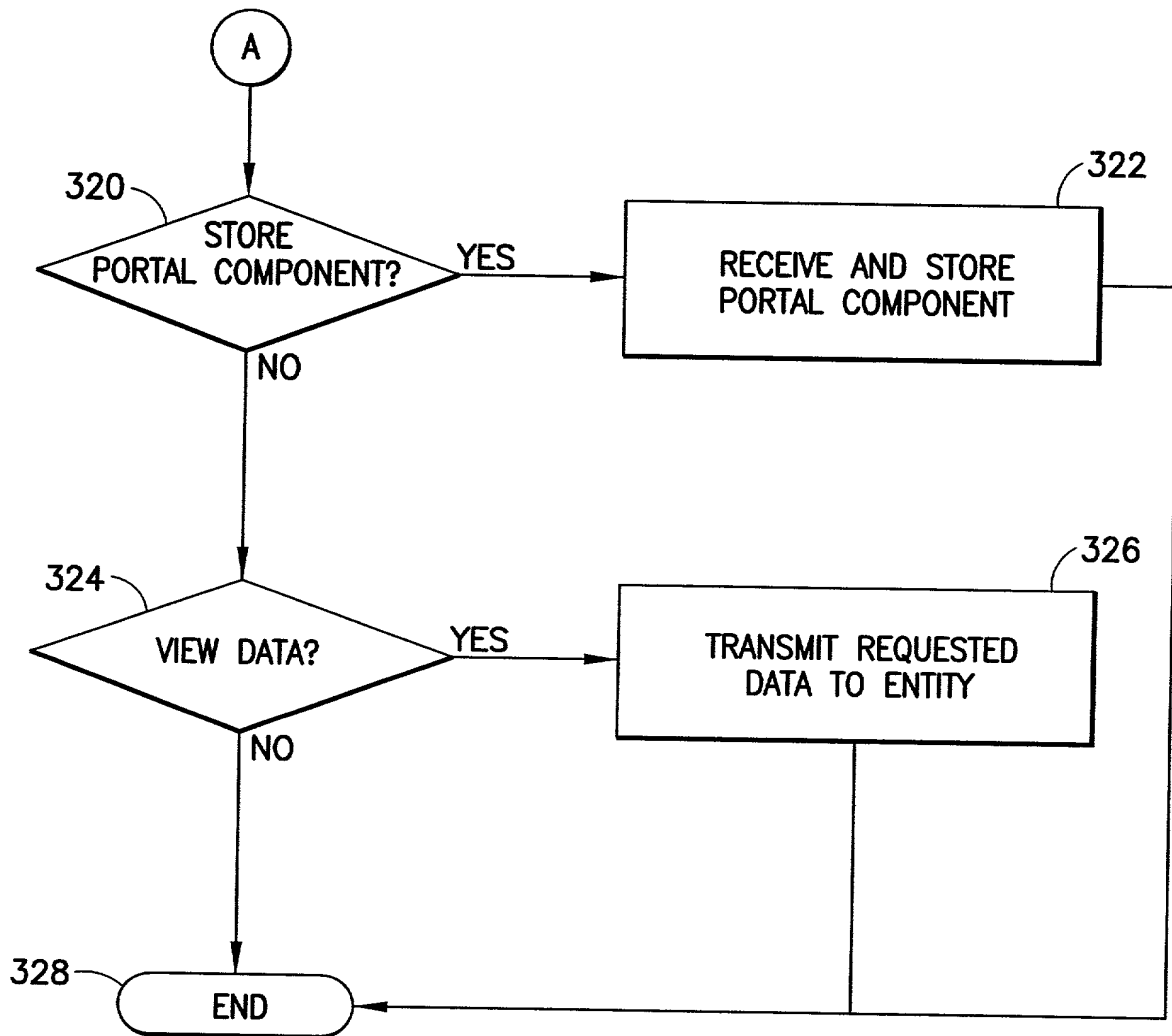 A
320
STORE
PORTAL COMPONENT?
YES
322
RECEIVE AND STORE
PORTAL COMPONENT
NO
324
VIEW DATA?
YES
326
TRANSMIT REQUESTED
DATA TO ENTITY
NO
328
END